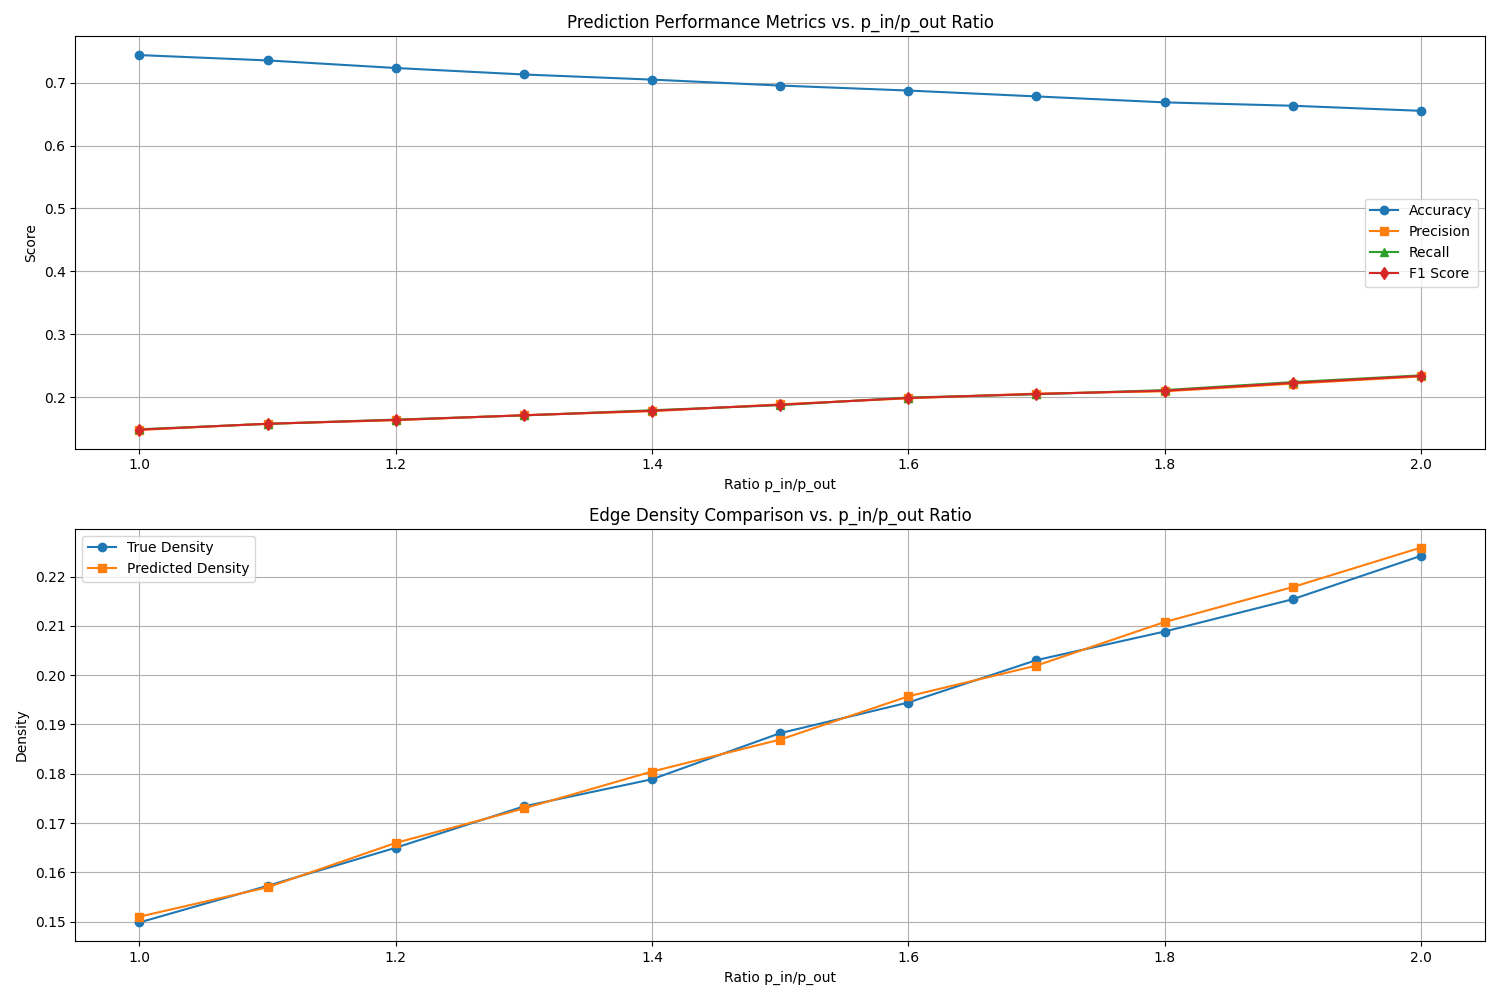 Prediction Performance Metrics vs. p_in/p_out Ratio
Score
0.7
0.6
0.5
0.4
0.3
0.2
Accuracy
Precision
Recall
F1 Score
1.0 1.2 1.4 1.6 1.8 2.0
Ratio p_in/p_out
Edge Density Comparison vs. p_in/p_out Ratio
True Density
Predicted Density
Density
0.22
0.21
0.20
0.19
0.18
0.17
0.16
0.15
1.0 1.2 1.4 1.6 1.8 2.0
Ratio p_in/p_out